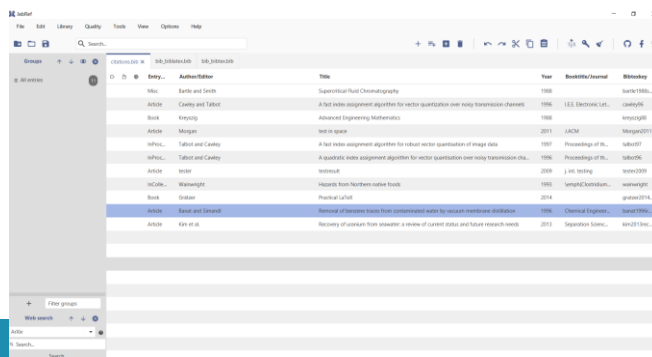 JabRef
File Edit Library Quality Tools View Options Help
Search...
Groups
citations.bib bib_biblatex.bib bib_bibtex.bib
All entries 11
Entry... Author/Editor Title Year Booktitle/Journal Bibtexkey
Misc Bartle and Smith Supercritical Fluid Chromatography 1988 bartle1988s...
Article Cawley and Talbot A fast index assignment algorithm for vector quantization over noisy transmission channels 1996 I.E.E. Electronic Let... cawley96
Book Kreyszig Advanced Engineering Mathematics 1988 kreyszig88
Article Morgan test in space 2011 J.ACM Morgan2011
InProc... Talbot and Cawley A fast index assignment algorithm for robust vector quantisation of image data 1997 Proceedings of th... talbot97
InProc... Talbot and Cawley A quadratic index assignment algorithm for vector quantisation over noisy transmission cha... 1996 Proceedings of th... talbot96
Article tester testresult 2009 j. int. testing tester2009
InColle... Wainwright Hazards from Northern native foods 1993 wainwright
Book Gratzer Practical LaTeX 2014 gratzer2014...
Article Banat and Simandl Removal of benzene traces from contaminated water by vacuum membrane distillation 1996 Chemical Engineer... banat1996r...
Article Kim et al. Recovery of uranium from seawater: a review of current status and future research needs 2013 Separation Scienc... kim2013rec...
Filter groups
Web search
ArXiv
Search...
Search